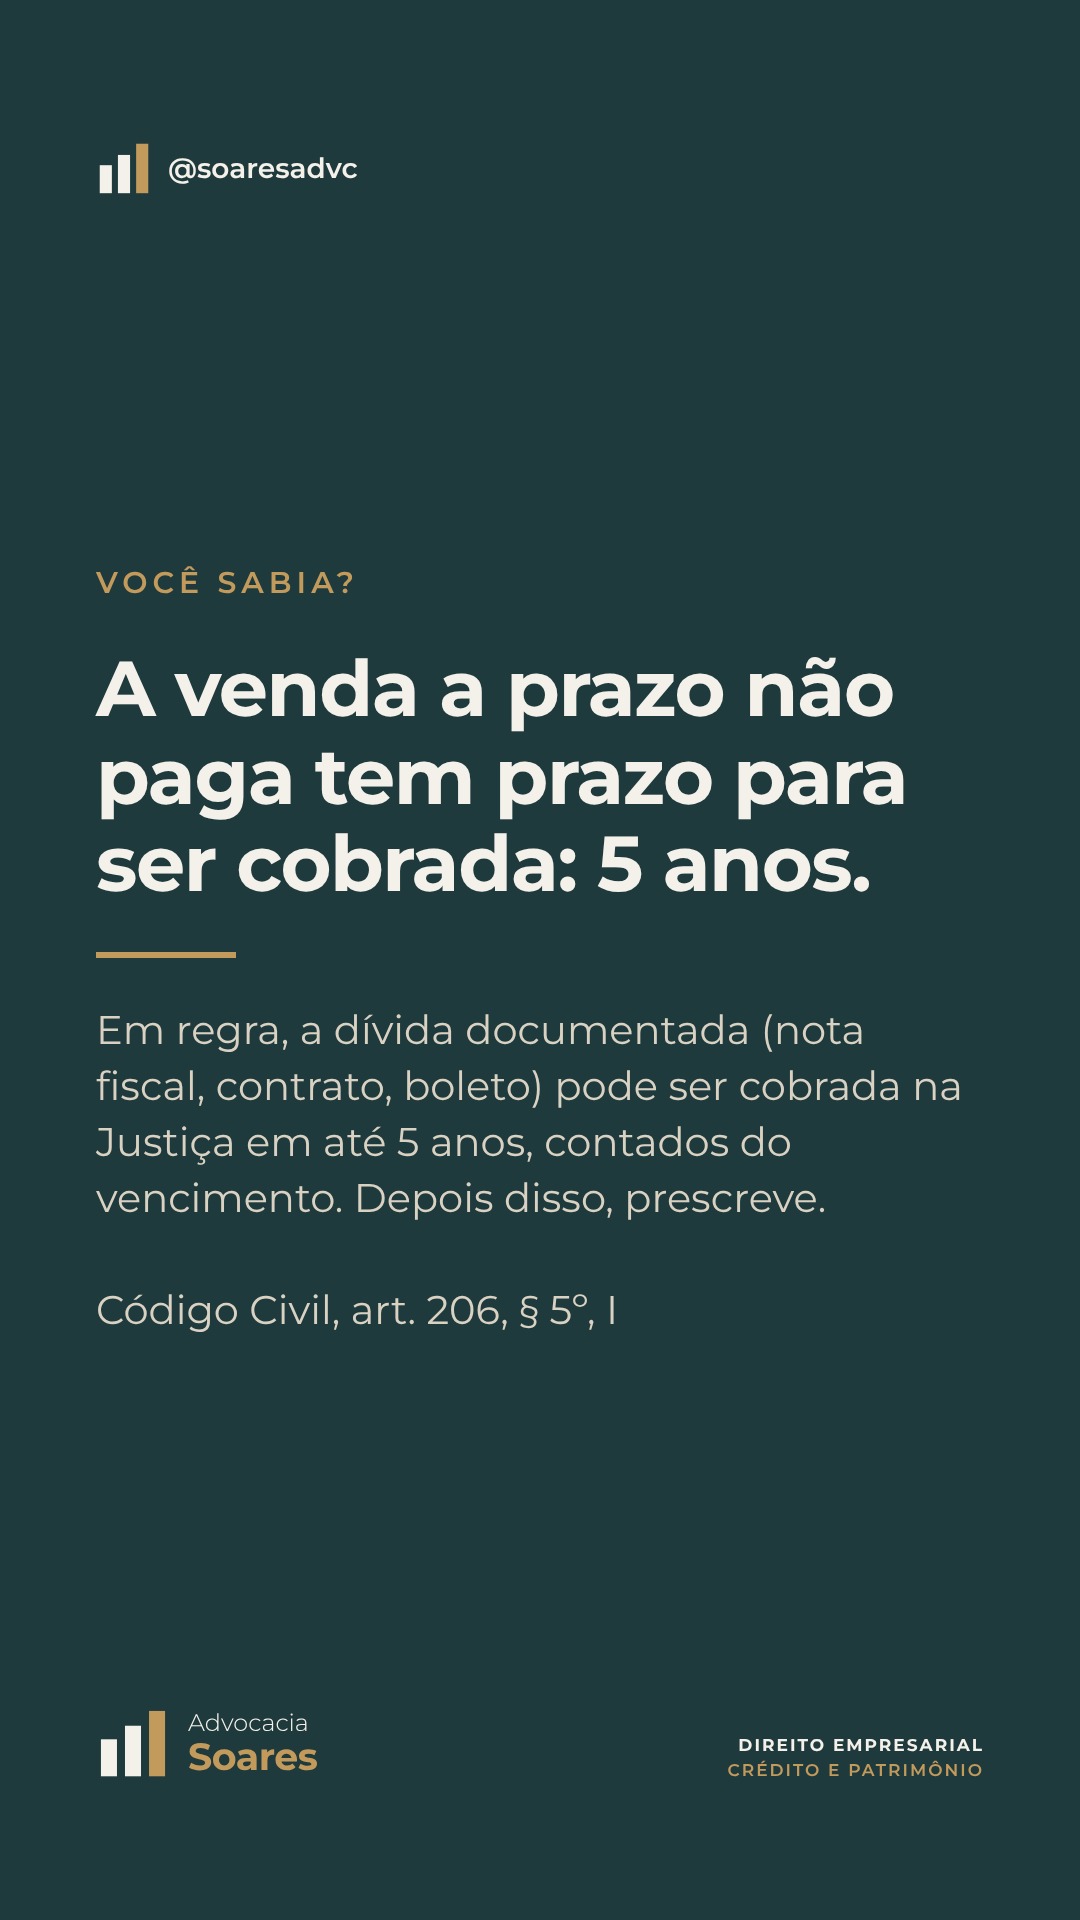 @soaresadvc
VOCÊ SABIA?
A venda a prazo não
paga tem prazo para
ser cobrada: 5 anos.
Em regra, a dívida documentada (nota
fiscal, contrato, boleto) pode ser cobrada na
Justiça em até 5 anos, contados do
vencimento. Depois disso, prescreve.
Código Civil, art. 206, § 5º, I
Advocacia
Soares
DIREITO EMPRESARIAL
CRÉDITO E PATRIMÔNIO